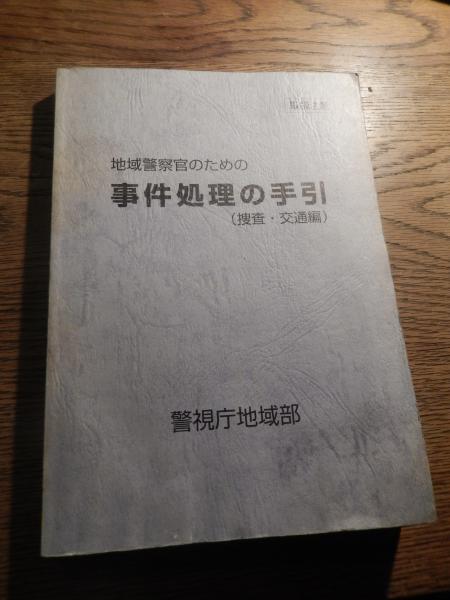 地域警察官のための
事件処理の手引
（捜査・交通編）
警視庁地域部